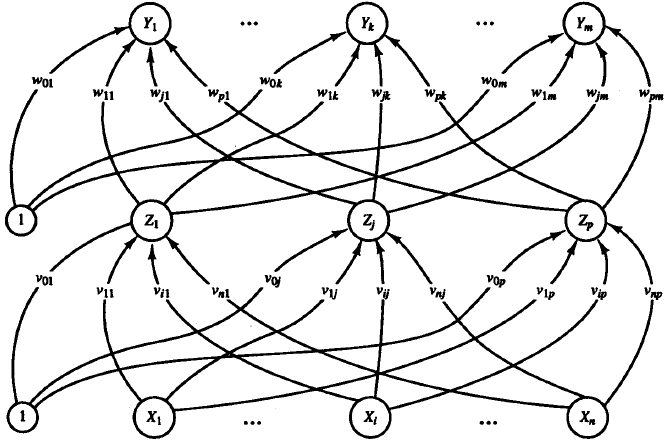 Y1 ... Yk ... Ym
w01 w11 wj1 wp1 w0k w1k wjk wpk w0m w1m wjm wpm
1 Z1 Zj Zp
v01 v11 vi1 vn1 v0j v1j vij vnj v0p v1p vip vnp
1 X1 ... Xi ... Xn